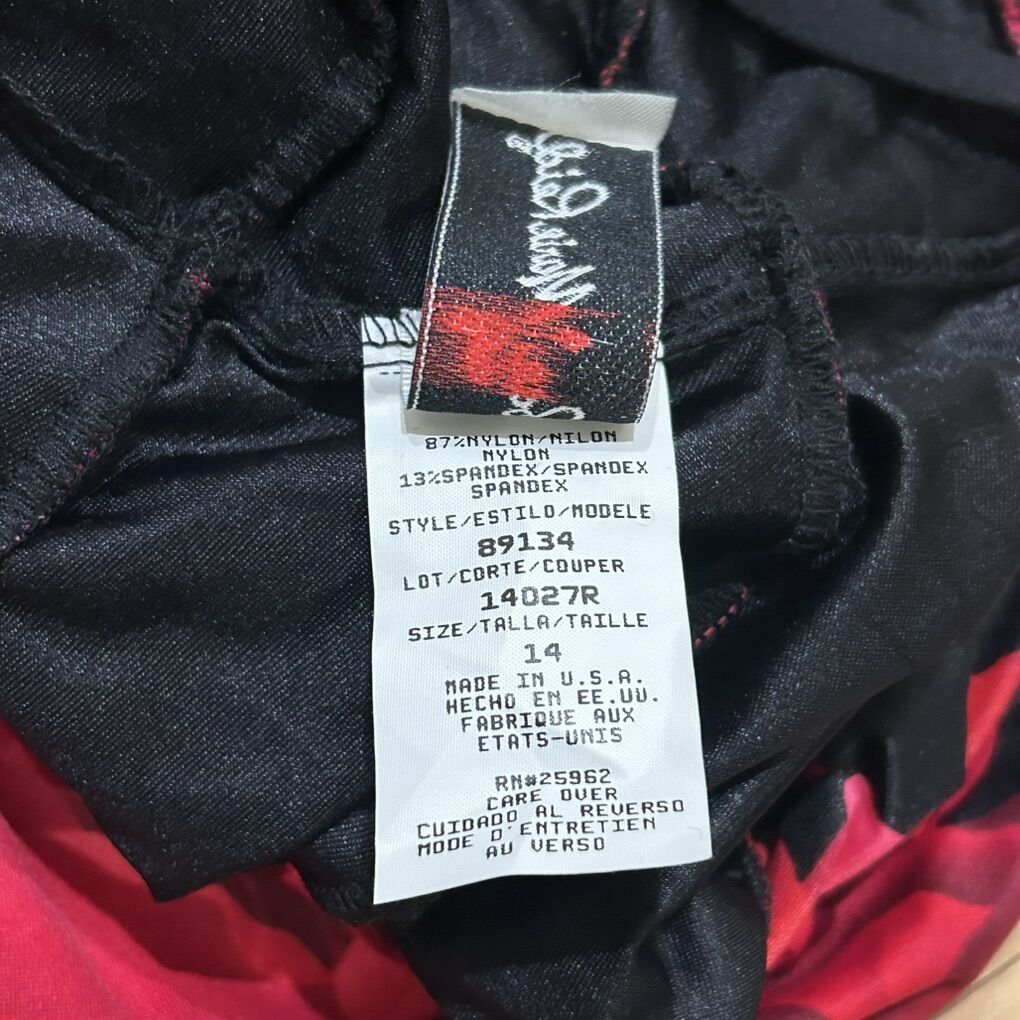 87%NYLON/NILON
NYLON
13%SPANDEX/SPANDEX
SPANDEX
STYLE/ESTILO/MODELE
89134
LOT/CORTE/COUPER
14027R
SIZE/TALLA/TAILLE
14
MADE IN U.S.A.
HECHO EN EE.UU.
FABRIQUE AUX
ETATS-UNIS
RN#25962
CARE OVER
CUIDADO AL REVERSO
MODE D'ENTRETIEN
AU VERSO